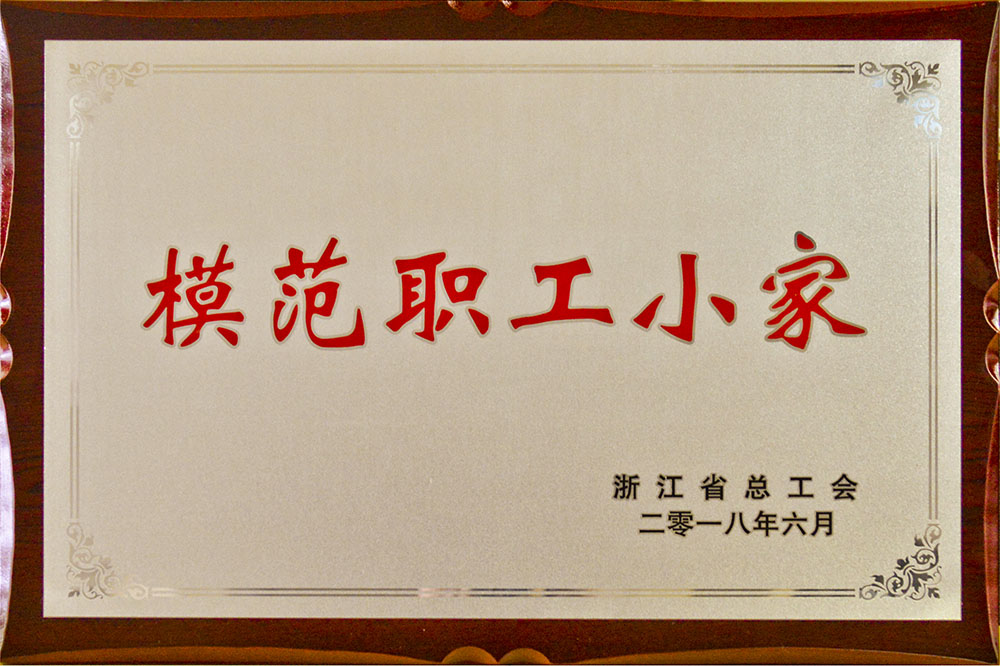 模范职工小家
浙江省总工会
二零一八年六月